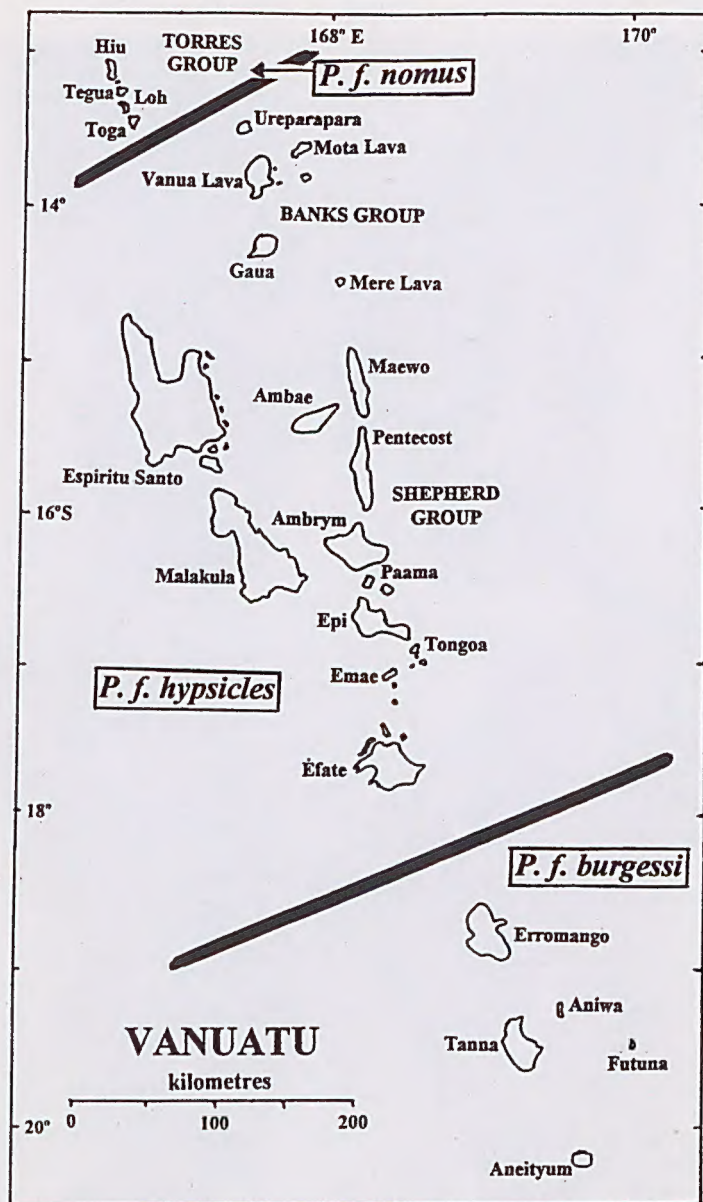 168° E
170°
Hiu
TORRES
GROUP
P. f. nomus
Tegua
Loh
Toga
Ureparapara
Mota Lava
Vanua Lava
14°
BANKS GROUP
Gaua
Mere Lava
Maewo
Ambae
Pentecost
Espiritu Santo
SHEPHERD
GROUP
16°S
Ambrym
Malakula
Paama
Epi
Tongoa
Emae
P. f. hypsicles
Éfate
18°
P. f. burgessi
Erromango
Aniwa
VANUATU
Tanna
Futuna
kilometres
0 100 200
20°
Aneityum